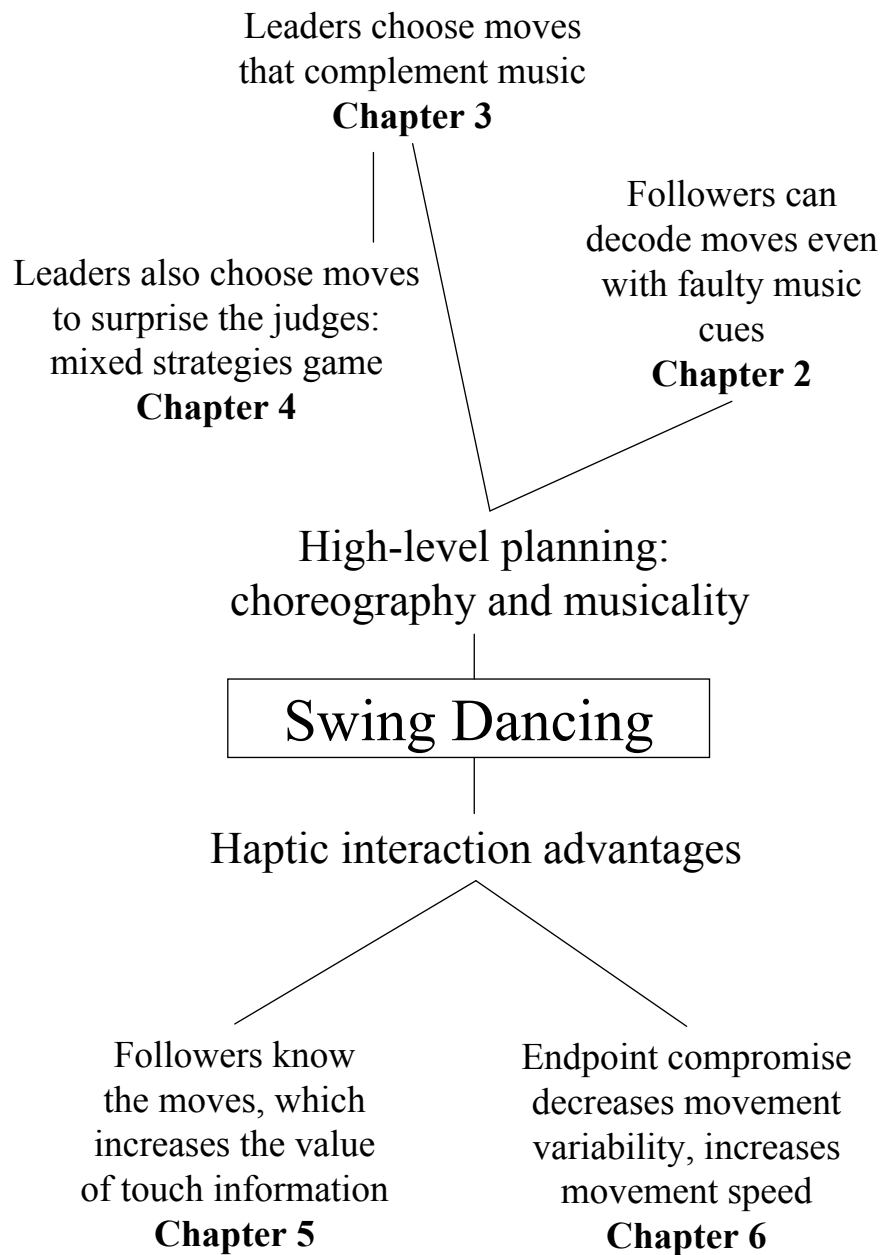 Leaders choose moves
that complement music
Chapter 3
Followers can
decode moves even
with faulty music
cues
Chapter 2
Leaders also choose moves
to surprise the judges:
mixed strategies game
Chapter 4
High-level planning:
choreography and musicality
Swing Dancing
Haptic interaction advantages
Followers know
the moves, which
increases the value
of touch information
Chapter 5
Endpoint compromise
decreases movement
variability, increases
movement speed
Chapter 6